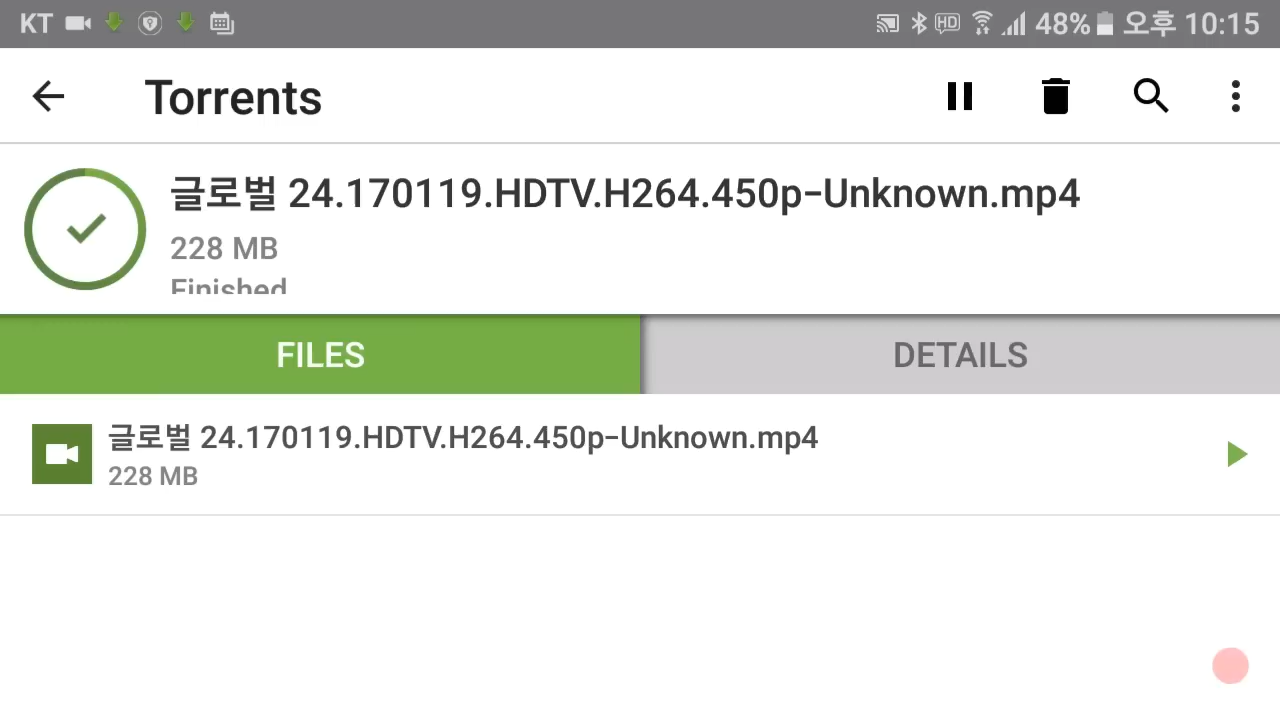 KT HD 48% 오후 10:15
Torrents
글로벌 24.170119.HDTV.H264.450p-Unknown.mp4
228 MB
Finished
FILES DETAILS
글로벌 24.170119.HDTV.H264.450p-Unknown.mp4
228 MB